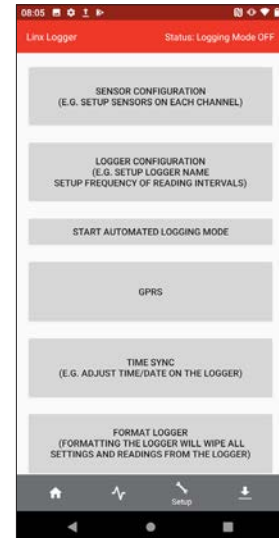 08:05
Linx Logger Status: Logging Mode OFF
SENSOR CONFIGURATION
(E.G. SETUP SENSORS ON EACH CHANNEL)
LOGGER CONFIGURATION
(E.G. SETUP LOGGER NAME
SETUP FREQUENCY OF READING INTERVALS)
START AUTOMATED LOGGING MODE
GPRS
TIME SYNC
(E.G. ADJUST TIME/DATE ON THE LOGGER)
FORMAT LOGGER
(FORMATTING THE LOGGER WILL WIPE ALL
SETTINGS AND READINGS FROM THE LOGGER)
Setup